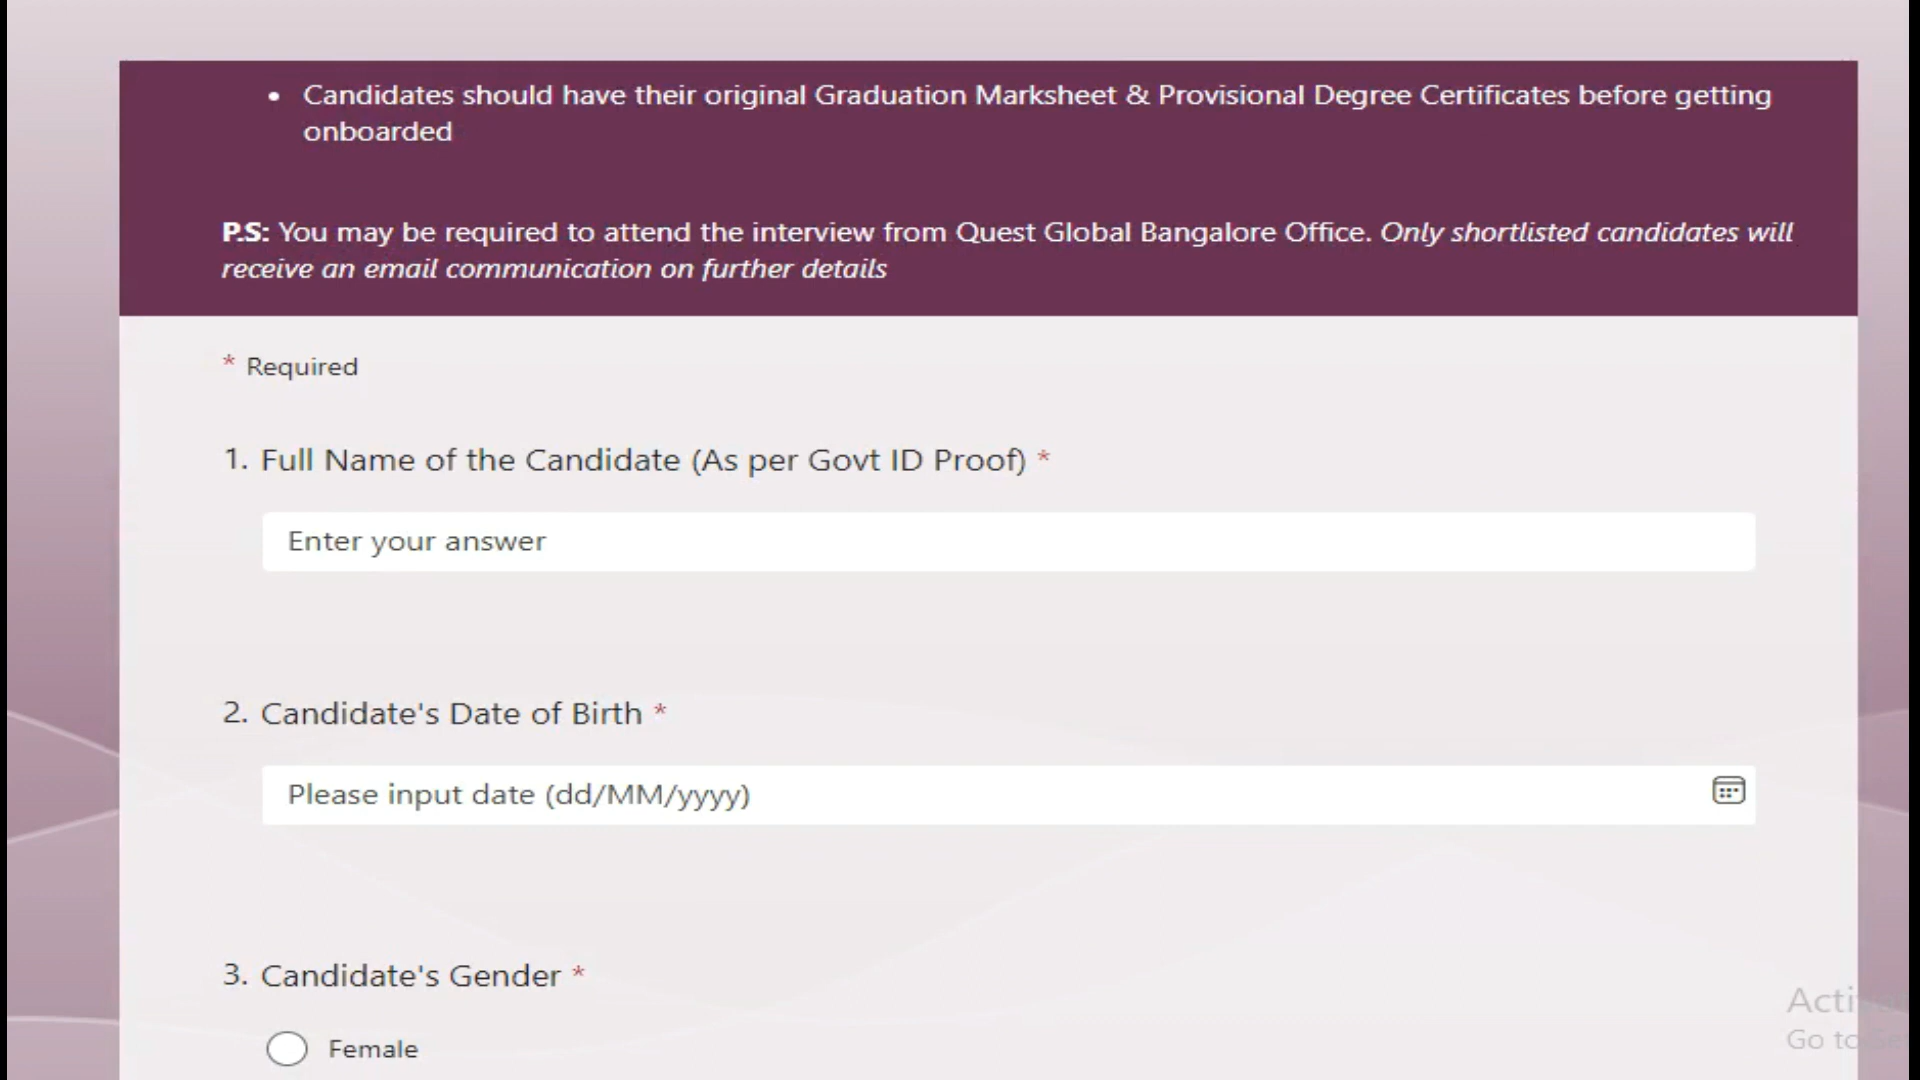 • Candidates should have their original Graduation Marksheet & Provisional Degree Certificates before getting
onboarded
P.S: You may be required to attend the interview from Quest Global Bangalore Office. Only shortlisted candidates will
receive an email communication on further details
* Required
1. Full Name of the Candidate (As per Govt ID Proof) *
Enter your answer
2. Candidate's Date of Birth *
Please input date (dd/MM/yyyy)
3. Candidate's Gender *
Female
Go to